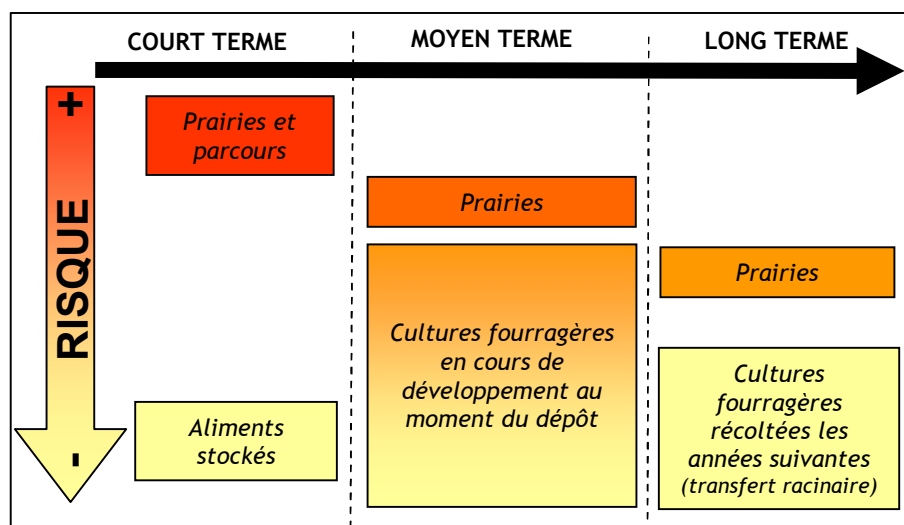 COURT TERME
MOYEN TERME
LONG TERME
+
RISQUE
-
Prairies et
parcours
Aliments
stockés
Prairies
Cultures fourragères
en cours de
développement au
moment du dépôt
Prairies
Cultures
fourragères
récoltées les
années suivantes
(transfert racinaire)